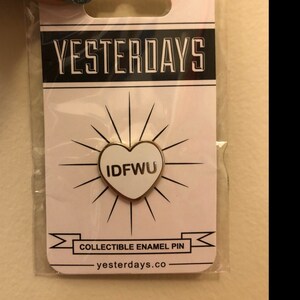 YESTERDAYS
IDFWU
COLLECTIBLE ENAMEL PIN
yesterdays.co